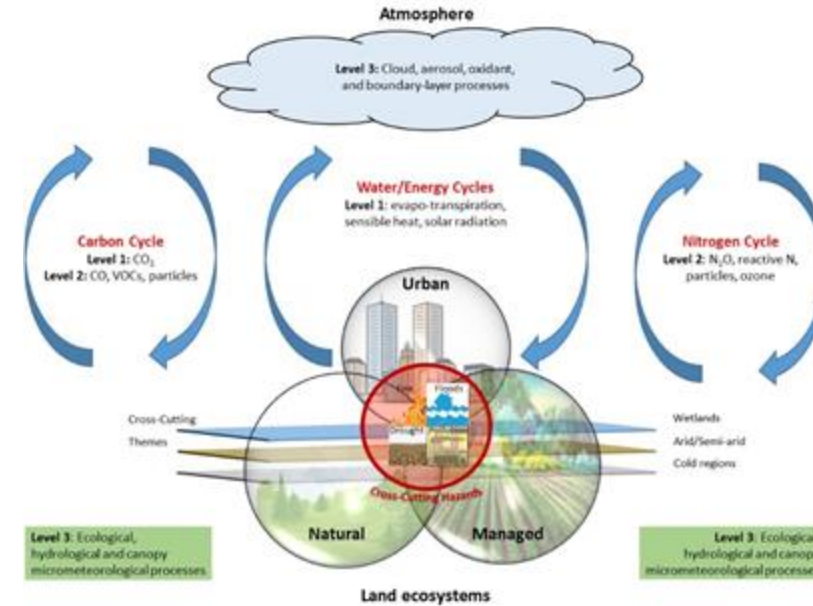 Atmosphere
Level 3: Cloud, aerosol, oxidant,
and boundary-layer processes
Water/Energy Cycles
Level 1: evapo-transpiration,
sensible heat, solar radiation
Carbon Cycle
Level 1: CO₂
Level 2: CO, VOCs, particles
Nitrogen Cycle
Level 2: N₂O, reactive N,
particles, ozone
Urban
Fire
Floods
Drought
Cross-Cutting
Themes
Wetlands
Arid/Semi-arid
Cold regions
Cross-Cutting Hazards
Natural
Managed
Level 3: Ecological,
hydrological and canopy
micrometeorological processes
Level 3: Ecologica
hydrological and canop
micrometeorological processe
Land ecosystems